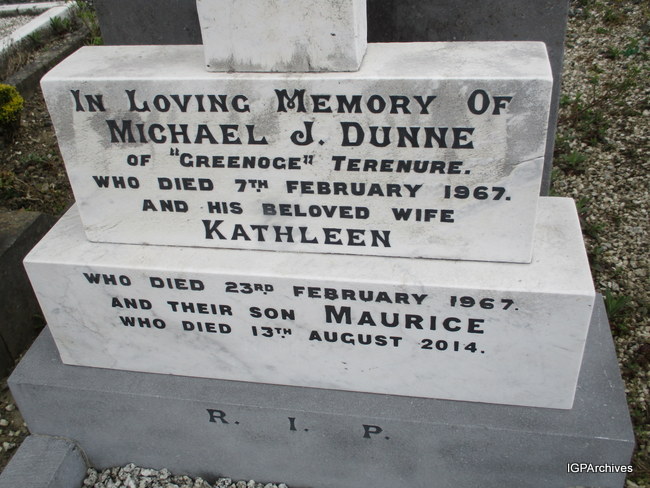 In Loving Memory Of
Michael J. Dunne
of "Greenoge" Terenure.
who died 7th February 1967.
and his beloved wife
Kathleen
who died 23rd February 1967.
and their son Maurice
who died 13th August 2014.
R. I. P.
IGPArchives